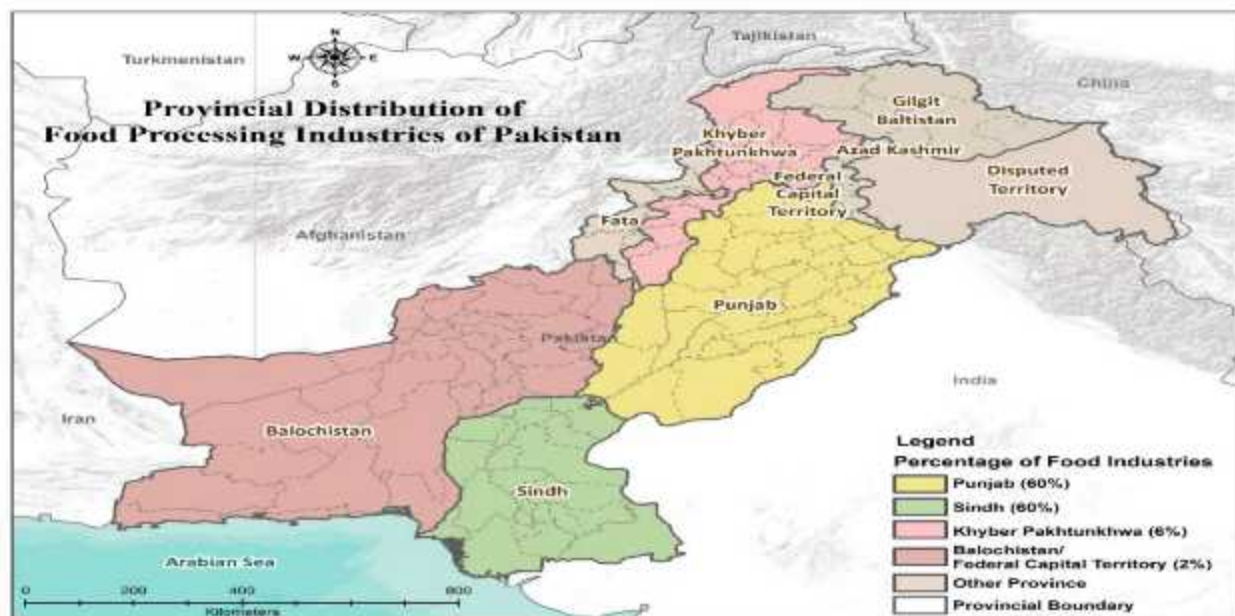 Turkmenistan
Tajikistan
China
N
W E
S
Provincial Distribution of
Food Processing Industries of Pakistan
Gilgit
Baltistan
Khyber
Pakhtunkhwa
Azad Kashmir
Disputed
Territory
Federal
Capital
Territory
Fata
Afghanistan
Punjab
Pakiktan
India
Iran
Balochistan
Sindh
Arabian Sea
0 200 400 800
Kilometers
Legend
Percentage of Food Industries
Punjab (60%)
Sindh (60%)
Khyber Pakhtunkhwa (6%)
Balochistan/
Federal Capital Territory (2%)
Other Province
Provincial Boundary